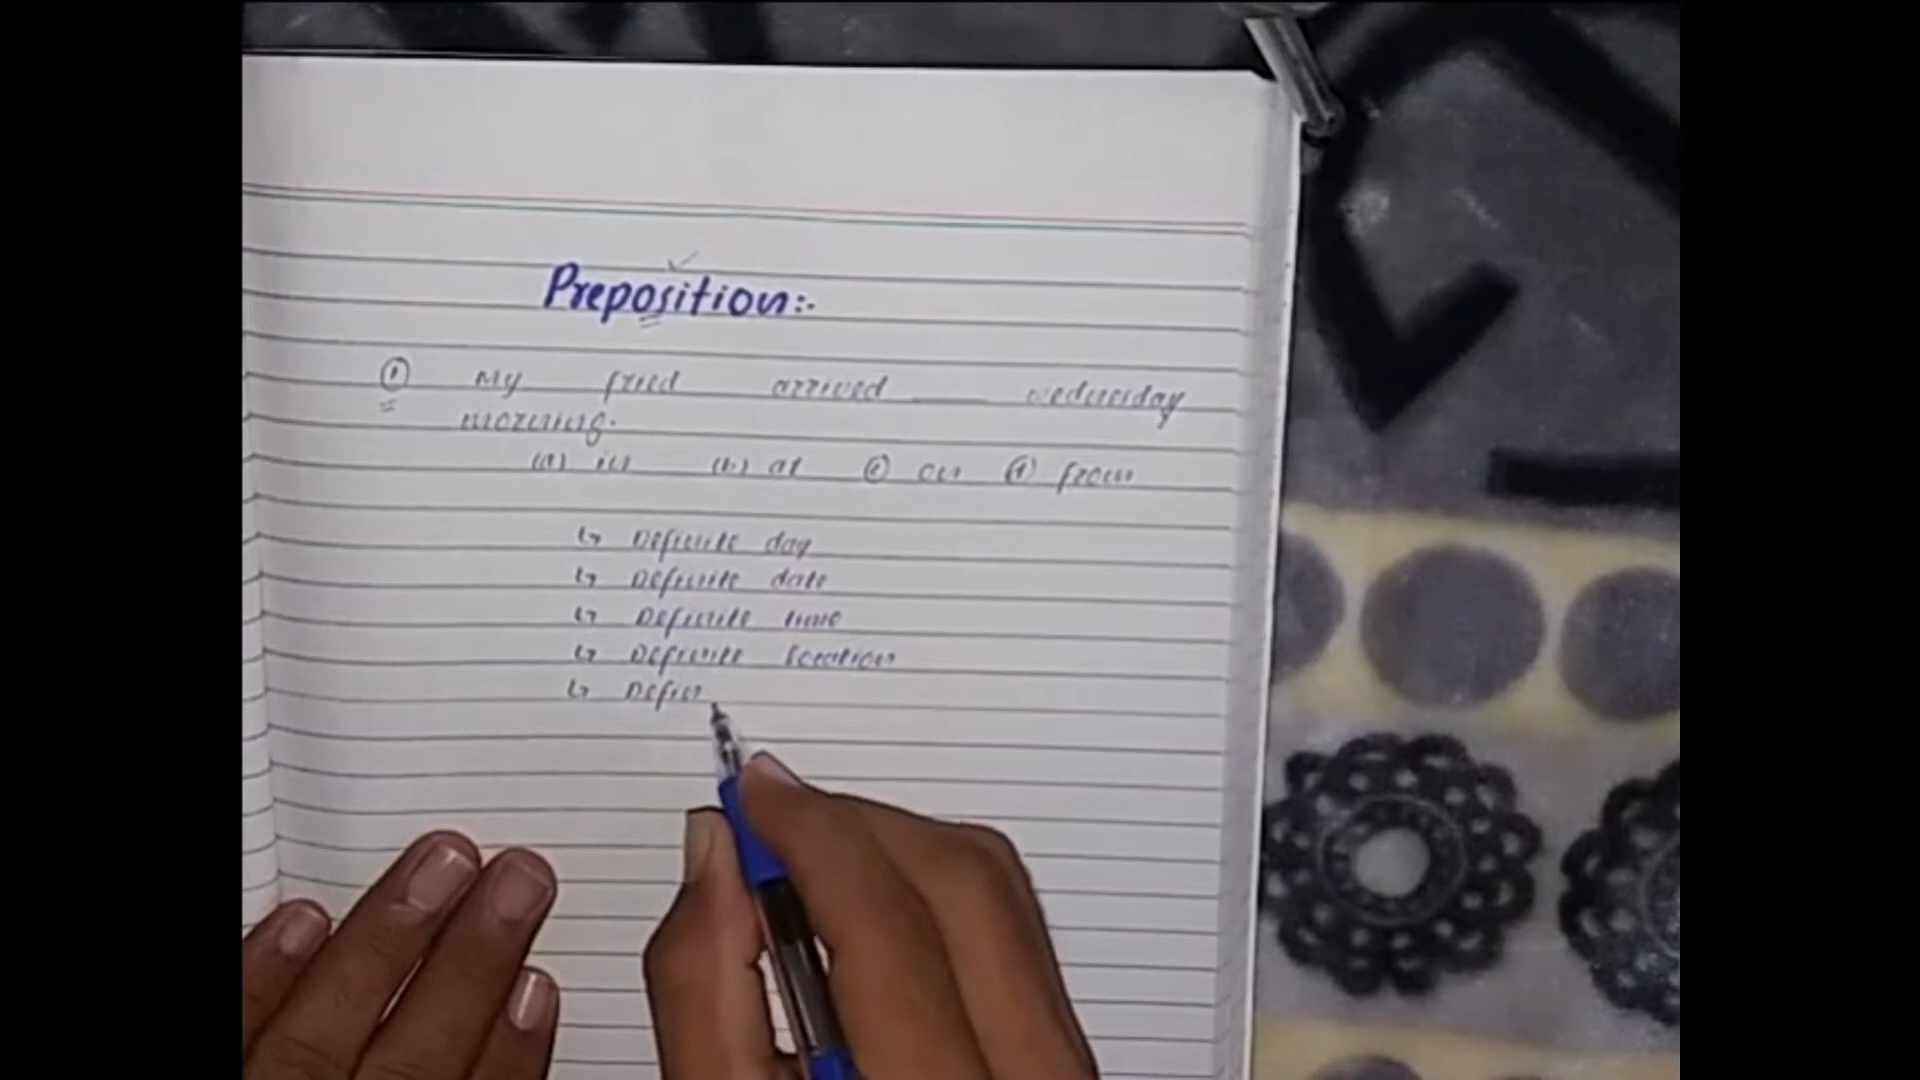 Preposition:-
① My fried arrived ____ wednesday
morning.
(a) in (b) at (c) on (d) from
↳ Definite day
↳ Definite date
↳ Definite time
↳ Definite location
↳ Defin